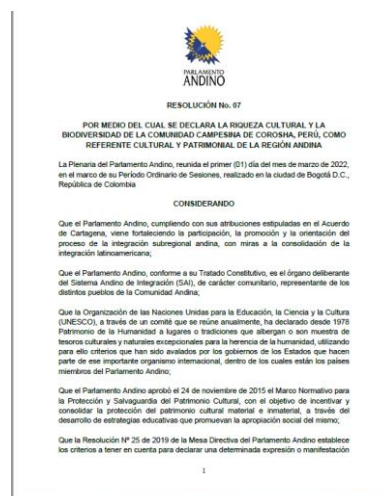 PARLAMENTO
ANDINO
RESOLUCIÓN No. 07
POR MEDIO DEL CUAL SE DECLARA LA RIQUEZA CULTURAL Y LA
BIODIVERSIDAD DE LA COMUNIDAD CAMPESINA DE COROSHA, PERÚ, COMO
REFERENTE CULTURAL Y PATRIMONIAL DE LA REGIÓN ANDINA
La Plenaria del Parlamento Andino, reunida el primer (01) día del mes de marzo de 2022,
en el marco de su Período Ordinario de Sesiones, realizado en la ciudad de Bogotá D.C.,
República de Colombia
CONSIDERANDO
Que el Parlamento Andino, cumpliendo con sus atribuciones estipuladas en el Acuerdo
de Cartagena, viene fortaleciendo la participación, la promoción y la orientación del
proceso de la integración subregional andina, con miras a la consolidación de la
integración latinoamericana;
Que el Parlamento Andino, conforme a su Tratado Constitutivo, es el órgano deliberante
del Sistema Andino de Integración (SAI), de carácter comunitario, representante de los
distintos pueblos de la Comunidad Andina;
Que la Organización de las Naciones Unidas para la Educación, la Ciencia y la Cultura
(UNESCO), a través de un comité que se reúne anualmente, ha declarado desde 1978
Patrimonio de la Humanidad a lugares o tradiciones que albergan o son muestra de
tesoros culturales y naturales excepcionales para la herencia de la humanidad, utilizando
para ello criterios que han sido avalados por los gobiernos de los Estados que hacen
parte de ese importante organismo internacional, dentro de los cuales están los países
miembros del Parlamento Andino;
Que el Parlamento Andino aprobó el 24 de noviembre de 2015 el Marco Normativo para
la Protección y Salvaguardia del Patrimonio Cultural, con el objetivo de incentivar y
consolidar la protección del patrimonio cultural material e inmaterial, a través del
desarrollo de estrategias educativas que promuevan la apropiación social del mismo;
Que la Resolución N° 25 de 2019 de la Mesa Directiva del Parlamento Andino establece
los criterios a tener en cuenta para declarar una determinada expresión o manifestación
1